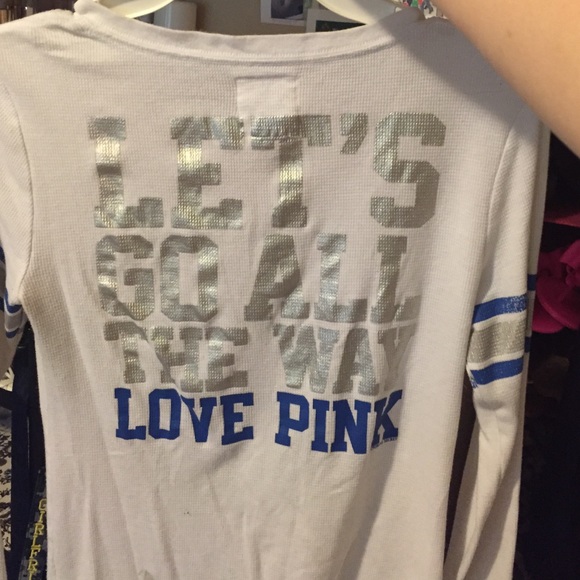 LET'S
GO ALL
THE WAY
LOVE PINK